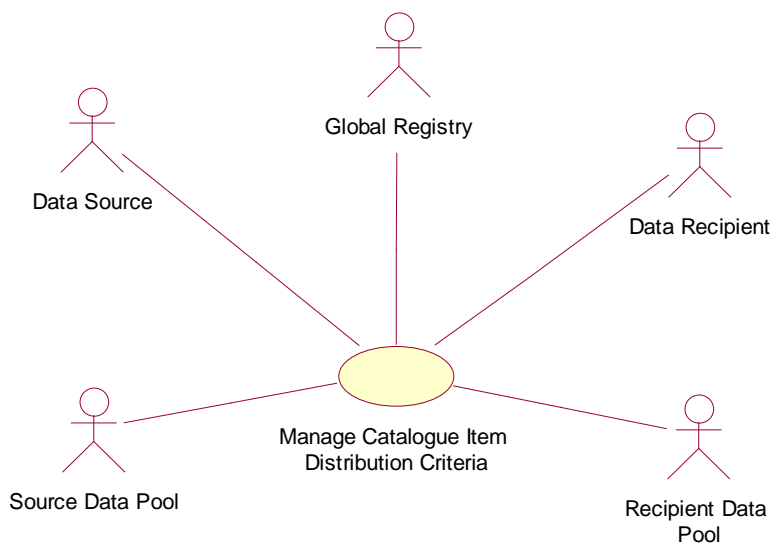 Global Registry
Data Source
Data Recipient
Manage Catalogue Item
Distribution Criteria
Source Data Pool
Recipient Data
Pool